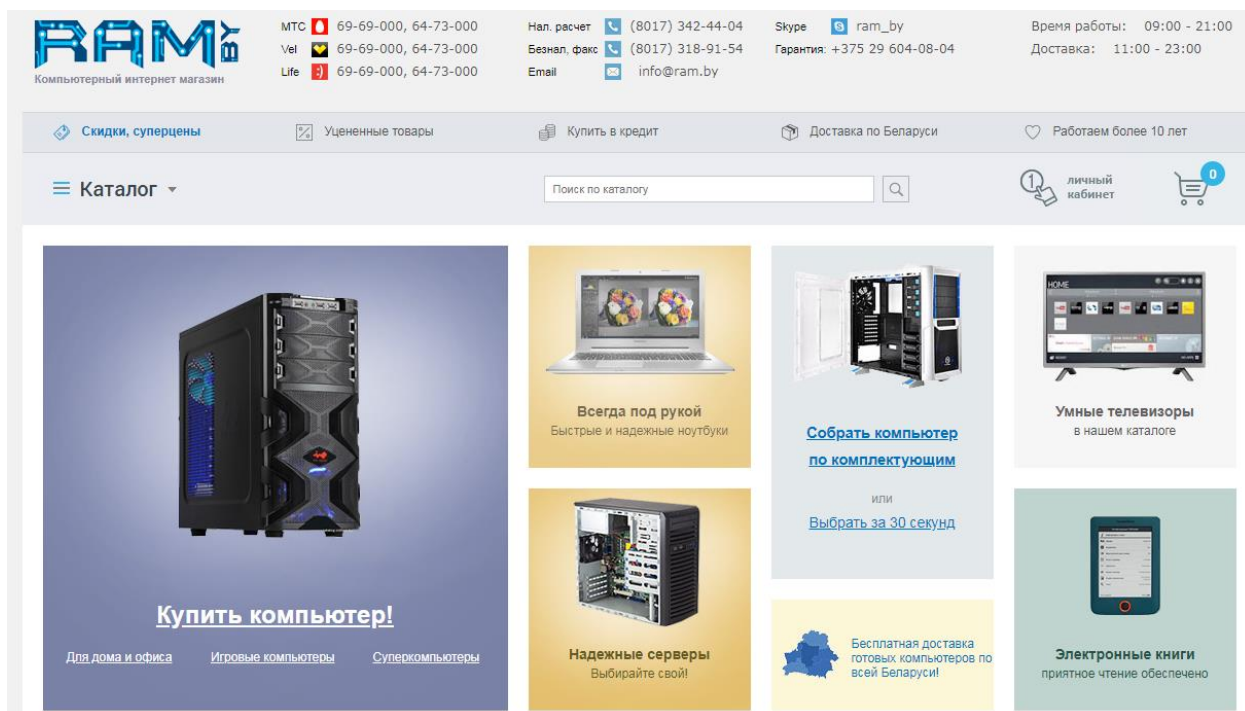 RAM BY
Компьютерный интернет магазин
МТС 69-69-000, 64-73-000
Vel 69-69-000, 64-73-000
Life :) 69-69-000, 64-73-000
Нал. расчет (8017) 342-44-04
Безнал, факс (8017) 318-91-54
Email info@ram.by
Skype ram_by
Гарантия: +375 29 604-08-04
Время работы: 09:00 - 21:00
Доставка: 11:00 - 23:00
Скидки, суперцены
Уцененные товары
Купить в кредит
Доставка по Беларуси
Работаем более 10 лет
Каталог
Поиск по каталогу
1
личный
кабинет
0
Купить компьютер!
Для дома и офиса Игровые компьютеры Суперкомпьютеры
Всегда под рукой
Быстрые и надежные ноутбуки
Надежные серверы
Выбирайте свой!
Собрать компьютер
по комплектующим
или
Выбрать за 30 секунд
Бесплатная доставка
готовых компьютеров по
всей Беларуси!
HOME
Умные телевизоры
в нашем каталоге
Электронные книги
приятное чтение обеспечено